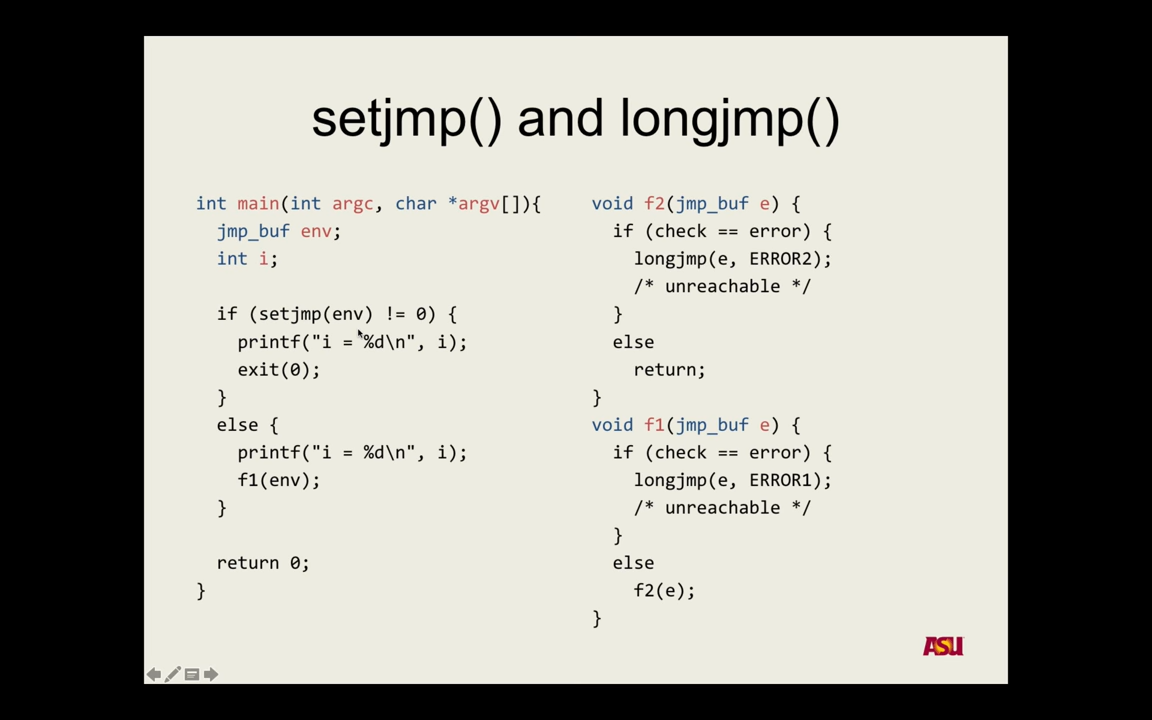 setjmp() and longjmp()
int main(int argc, char *argv[]){
jmp_buf env;
int i;
if (setjmp(env) != 0) {
printf("i = %d\n", i);
exit(0);
}
else {
printf("i = %d\n", i);
f1(env);
}
return 0;
}
void f2(jmp_buf e) {
if (check == error) {
longjmp(e, ERROR2);
/* unreachable */
}
else
return;
}
void f1(jmp_buf e) {
if (check == error) {
longjmp(e, ERROR1);
/* unreachable */
}
else
f2(e);
}
ASU